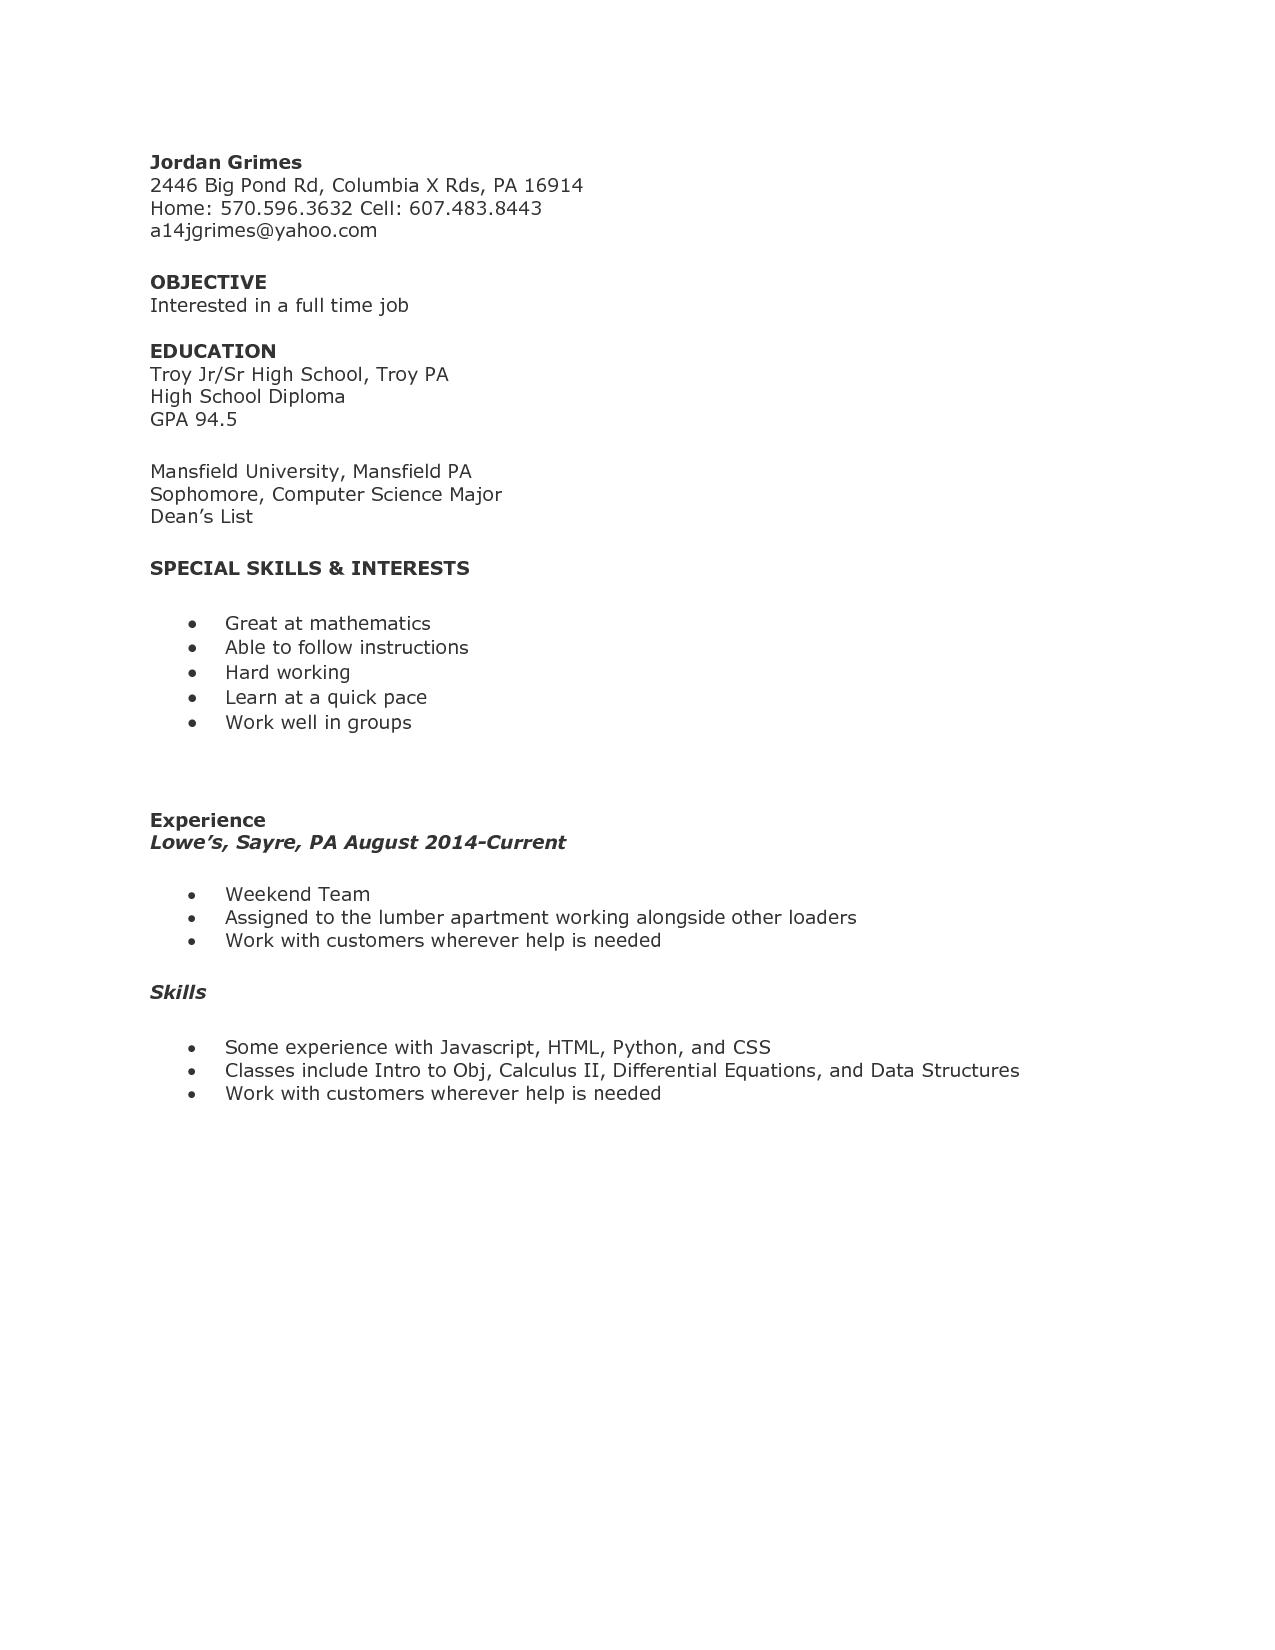 Jordan Grimes
2446 Big Pond Rd, Columbia X Rds, PA 16914
Home: 570.596.3632 Cell: 607.483.8443
a14jgrimes@yahoo.com
OBJECTIVE
Interested in a full time job
EDUCATION
Troy Jr/Sr High School, Troy PA
High School Diploma
GPA 94.5
Mansfield University, Mansfield PA
Sophomore, Computer Science Major
Dean’s List
SPECIAL SKILLS & INTERESTS
• Great at mathematics
• Able to follow instructions
• Hard working
• Learn at a quick pace
• Work well in groups
Experience
Lowe’s, Sayre, PA August 2014-Current
• Weekend Team
• Assigned to the lumber apartment working alongside other loaders
• Work with customers wherever help is needed
Skills
• Some experience with Javascript, HTML, Python, and CSS
• Classes include Intro to Obj, Calculus II, Differential Equations, and Data Structures
• Work with customers wherever help is needed